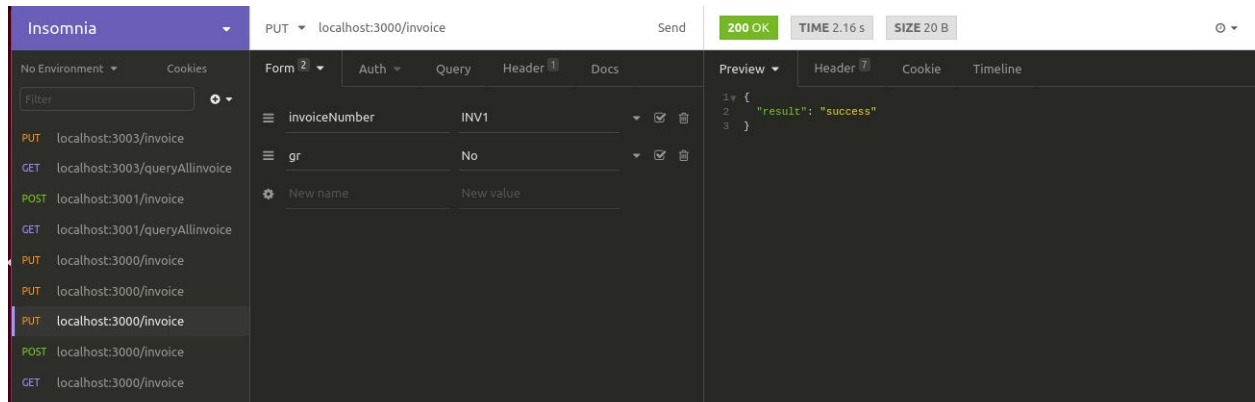 Insomnia
PUT localhost:3000/invoice Send
200 OK TIME 2.16 s SIZE 20 B
No Environment Cookies
Form 2 Auth Query Header 1 Docs
Preview Header 7 Cookie Timeline
Filter
PUT localhost:3003/invoice
GET localhost:3003/queryAllinvoice
POST localhost:3001/invoice
GET localhost:3001/queryAllinvoice
PUT localhost:3000/invoice
PUT localhost:3000/invoice
PUT localhost:3000/invoice
POST localhost:3000/invoice
GET localhost:3000/invoice
invoiceNumber INV1
gr No
New name New value
1 {
2 "result": "success"
3 }